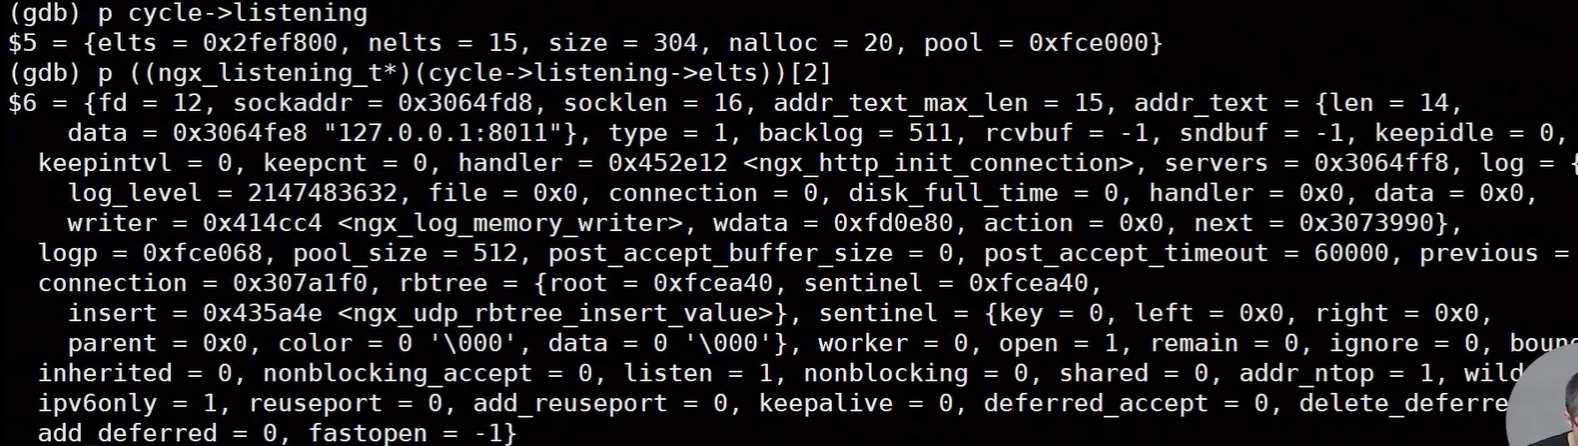 (gdb) p cycle->listening
$5 = {elts = 0x2fef800, nelts = 15, size = 304, nalloc = 20, pool = 0xfce000}
(gdb) p ((ngx_listening_t*)(cycle->listening->elts))[2]
$6 = {fd = 12, sockaddr = 0x3064fd8, socklen = 16, addr_text_max_len = 15, addr_text = {len = 14,
data = 0x3064fe8 "127.0.0.1:8011"}, type = 1, backlog = 511, rcvbuf = -1, sndbuf = -1, keepidle = 0,
keepintvl = 0, keepcnt = 0, handler = 0x452e12 <ngx_http_init_connection>, servers = 0x3064ff8, log = {
log_level = 2147483632, file = 0x0, connection = 0, disk_full_time = 0, handler = 0x0, data = 0x0,
writer = 0x414cc4 <ngx_log_memory_writer>, wdata = 0xfd0e80, action = 0x0, next = 0x3073990},
logp = 0xfce068, pool_size = 512, post_accept_buffer_size = 0, post_accept_timeout = 60000, previous =
connection = 0x307a1f0, rbtree = {root = 0xfcea40, sentinel = 0xfcea40,
insert = 0x435a4e <ngx_udp_rbtree_insert_value>}, sentinel = {key = 0, left = 0x0, right = 0x0,
parent = 0x0, color = 0 '\000', data = 0 '\000'}, worker = 0, open = 1, remain = 0, ignore = 0,
inherited = 0, nonblocking_accept = 0, listen = 1, nonblocking = 0, shared = 0, addr_ntop = 1,
ipv6only = 1, reuseport = 0, add_reuseport = 0, keepalive = 0, deferred_accept = 0,
add_deferred = 0, fastopen = -1}